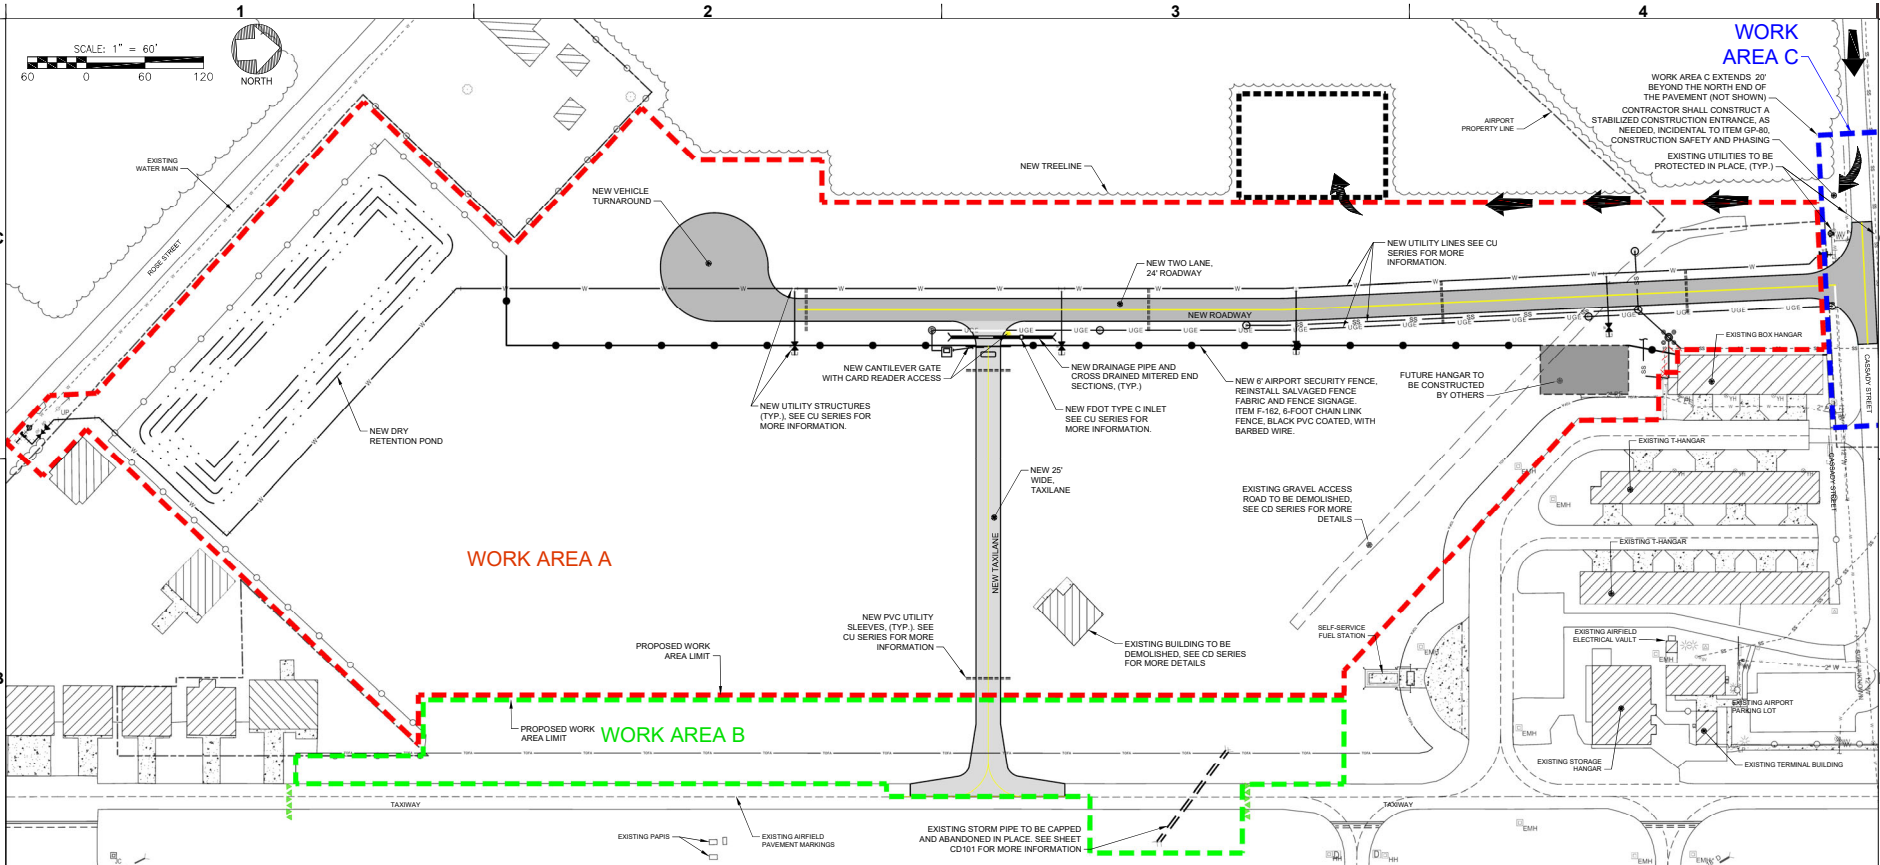 1
2
3
4
SCALE: 1" = 60'
60 0 60 120
NORTH
WORK
AREA C
WORK AREA C EXTENDS 20'
BEYOND THE NORTH END OF
THE PAVEMENT (NOT SHOWN)
CONTRACTOR SHALL CONSTRUCT A
STABILIZED CONSTRUCTION ENTRANCE, AS
NEEDED, INCIDENTAL TO ITEM GP-80,
CONSTRUCTION SAFETY AND PHASING
EXISTING UTILITIES TO BE
PROTECTED IN PLACE, (TYP.)
AIRPORT
PROPERTY LINE
EXISTING
WATER MAIN
ROSE STREET
NEW VEHICLE
TURNAROUND
NEW TREELINE
NEW TWO LANE,
24' ROADWAY
NEW UTILITY LINES SEE CU
SERIES FOR MORE
INFORMATION.
NEW ROADWAY
EXISTING BOX HANGAR
CASSADY STREET
NEW CANTILEVER GATE
WITH CARD READER ACCESS
NEW DRAINAGE PIPE AND
CROSS DRAINED MITERED END
SECTIONS, (TYP.)
NEW 6' AIRPORT SECURITY FENCE,
REINSTALL SALVAGED FENCE
FABRIC AND FENCE SIGNAGE.
ITEM F-162, 6-FOOT CHAIN LINK
FENCE, BLACK PVC COATED, WITH
BARBED WIRE.
FUTURE HANGAR TO
BE CONSTRUCTED
BY OTHERS
NEW UTILITY STRUCTURES
(TYP.), SEE CU SERIES FOR
MORE INFORMATION.
NEW FDOT TYPE C INLET
SEE CU SERIES FOR
MORE INFORMATION.
NEW DRY
RETENTION POND
EXISTING T-HANGAR
CASSADY STREET
NEW 25'
WIDE,
TAXILANE
EXISTING GRAVEL ACCESS
ROAD TO BE DEMOLISHED,
SEE CD SERIES FOR MORE
DETAILS
EMH
EMH
EXISTING T-HANGAR
WORK AREA A
NEW TAXILANE
NEW PVC UTILITY
SLEEVES, (TYP.). SEE
CU SERIES FOR MORE
INFORMATION
EXISTING BUILDING TO BE
DEMOLISHED, SEE CD SERIES
FOR MORE DETAILS
SELF-SERVICE
FUEL STATION
EXISTING AIRFIELD
ELECTRICAL VAULT
EMH
PROPOSED WORK
AREA LIMIT
PROPOSED WORK
AREA LIMIT
WORK AREA B
EXISTING AIRPORT
PARKING LOT
EMH
EXISTING STORAGE
HANGAR
EXISTING TERMINAL BUILDING
TAXIWAY
TAXIWAY
EXISTING PAPIS
EXISTING AIRFIELD
PAVEMENT MARKINGS
EXISTING STORM PIPE TO BE CAPPED
AND ABANDONED IN PLACE. SEE SHEET
CD101 FOR MORE INFORMATION
EMH
HH
EMH